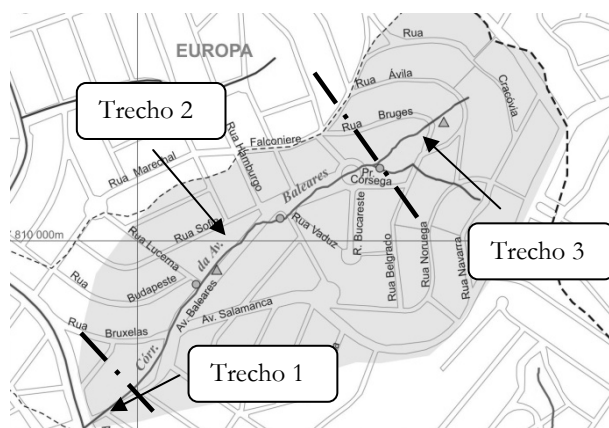 Rua
EUROPA
Cracóvia
Rua Ávila
Trecho 2
Rua Bruges
Rua Hamburgo
Falconiere
Rua Marechal
Pr.
Córsega
Baleares
Rua Sofia
Rua Vaduz
R. Bucareste
Trecho 3
810 000m
Rua Lucerna
da Av.
Rua Belgrado
Rua Noruega
Rua Navarra
Rua
Budapeste
Av. Baleares
Av. Salamanca
Rua
Bruxelas
Córr.
Trecho 1